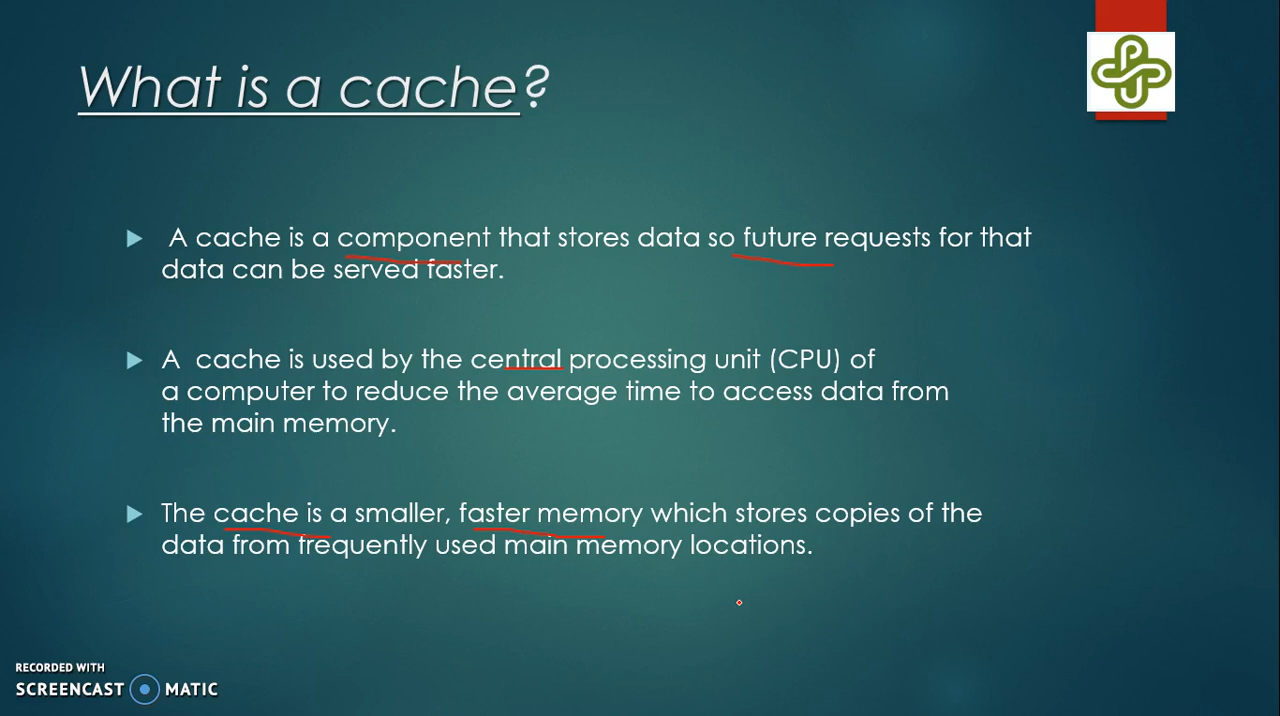 What is a cache?
A cache is a component that stores data so future requests for that
data can be served faster.
A cache is used by the central processing unit (CPU) of
a computer to reduce the average time to access data from
the main memory.
The cache is a smaller, faster memory which stores copies of the
data from frequently used main memory locations.
RECORDED WITH
SCREENCAST MATIC